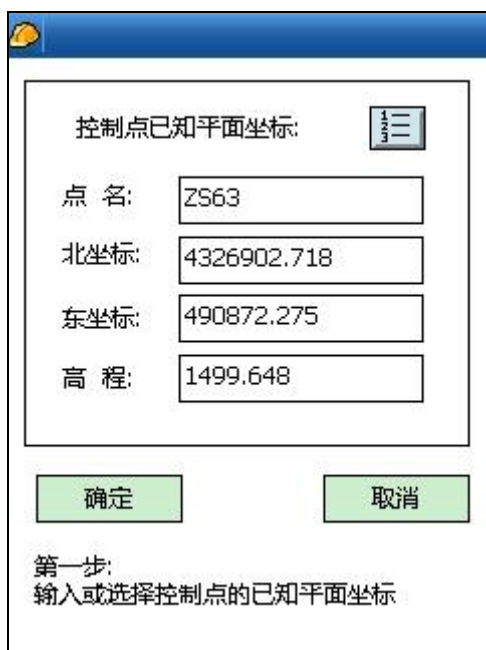 控制点已知平面坐标:
点 名: ZS63
北坐标: 4326902.718
东坐标: 490872.275
高 程: 1499.648
确定 取消
第一步:
输入或选择控制点的已知平面坐标